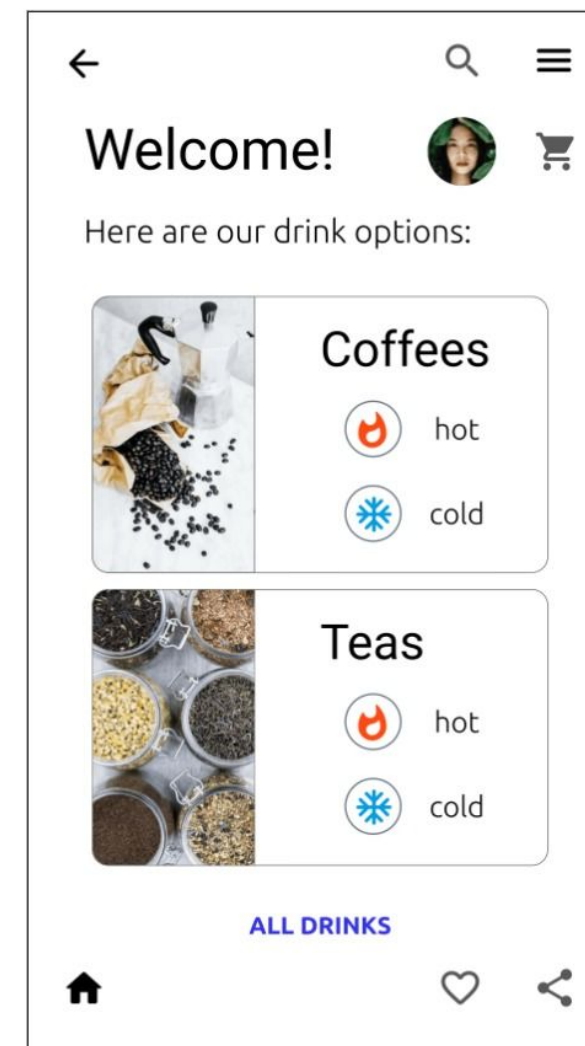 Welcome!
Here are our drink options:
Coffees
hot
cold
Teas
hot
cold
ALL DRINKS